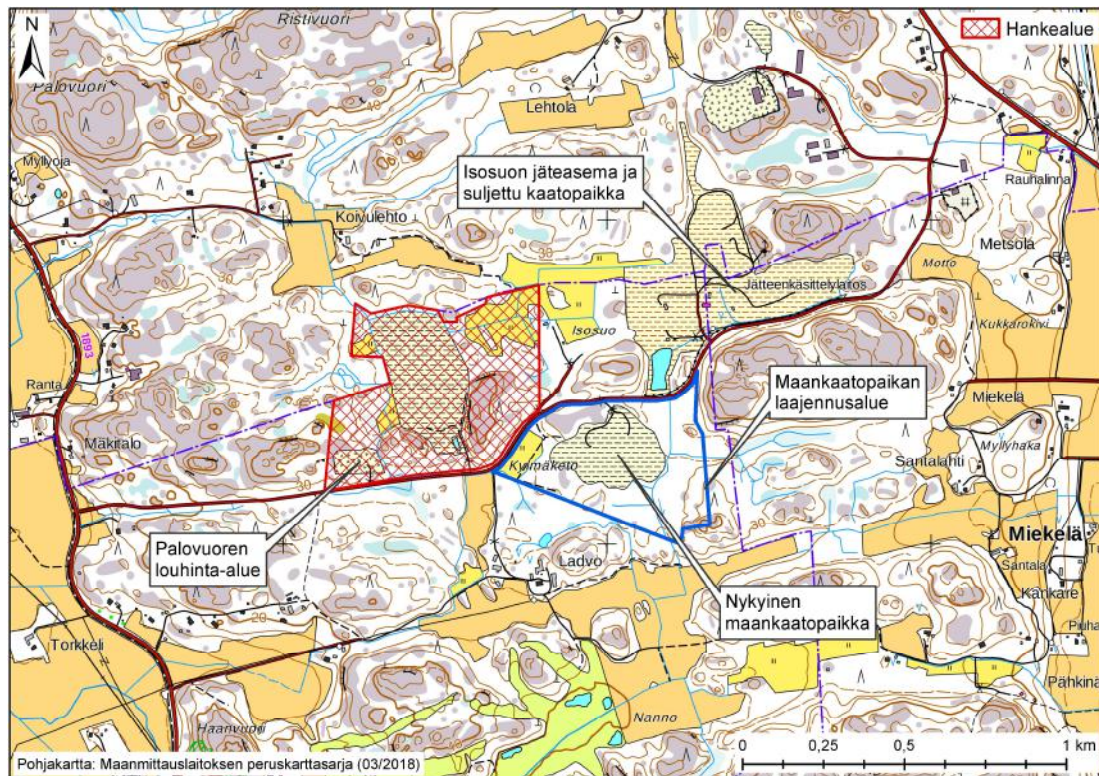 N
Ristivuori
Hankealue
Palovuori
Lehtola
Myllyoja
Isosuon jäteasema ja
suljettu kaatopaikka
Rauhalinna
Koivulehto
Metsola
Motto
Jätteenkäsittelylaitos
Kukkarokivi
Isosuo
1893
Ranta
Maankaatopaikan
laajennusalue
Miekelä
Myllyhaka
Mäkitalo
Santalahti
Palovuoren
louhinta-alue
Ladvo
Miekelä
Santala
Nykyinen
maankaatopaikka
Kankare
Torkkeli
Pähkinä
Haanvuori
Nanno
0 0,25 0,5 1 km
Pohjakartta: Maanmittauslaitoksen peruskarttasarja (03/2018)